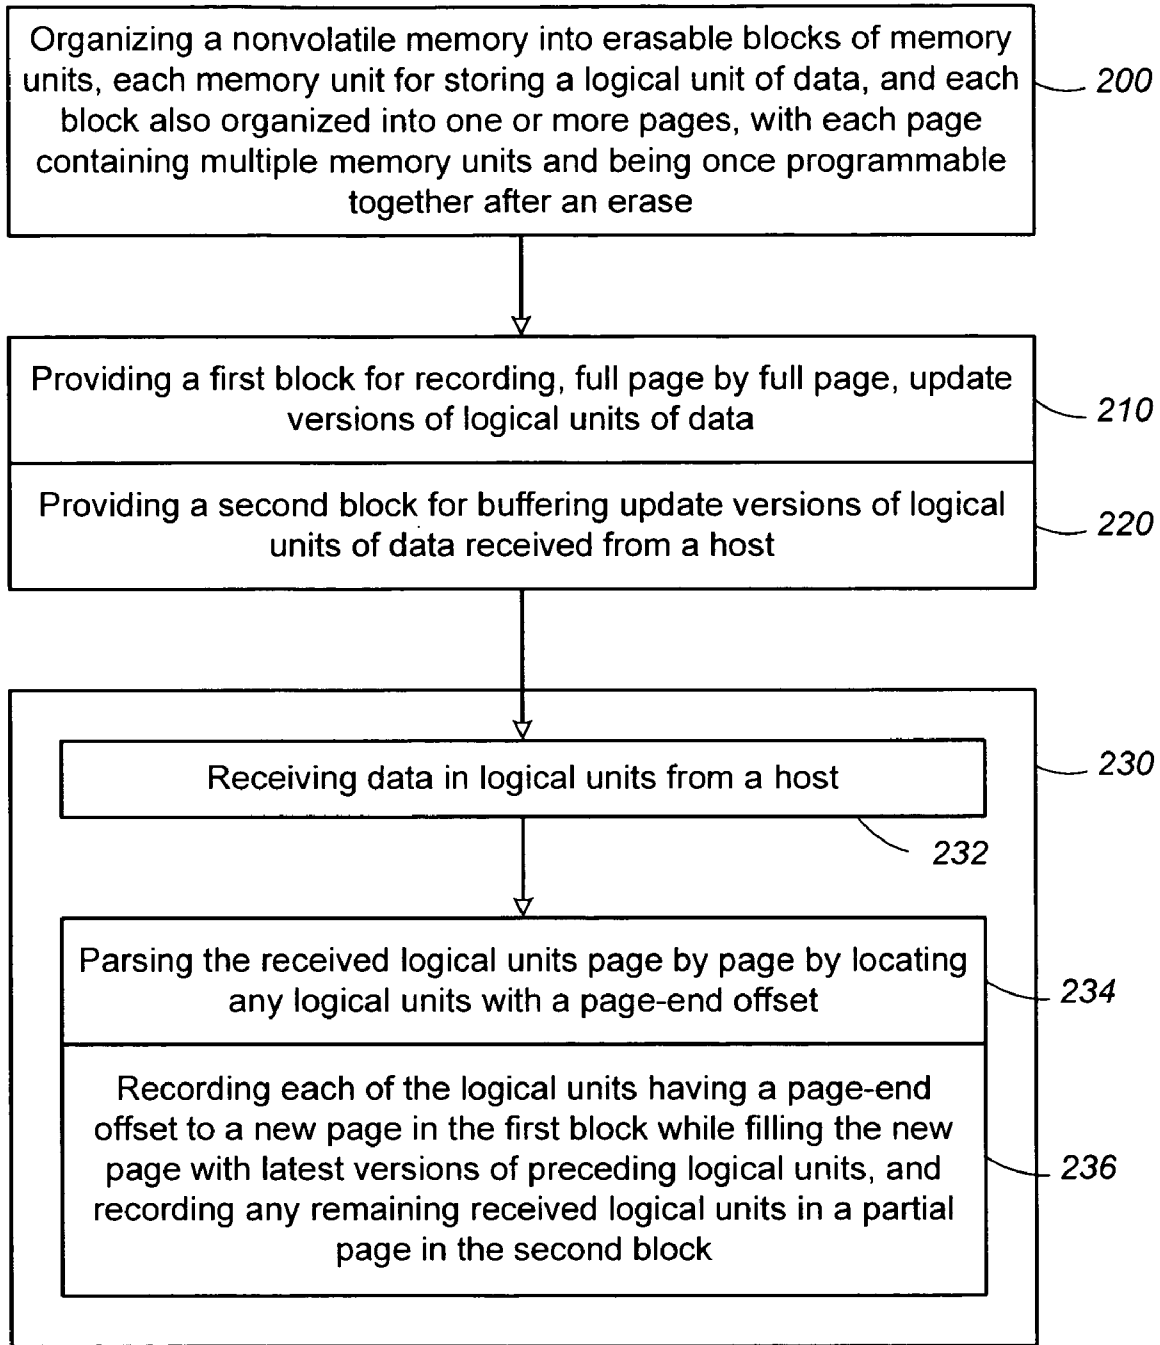 Organizing a nonvolatile memory into erasable blocks of memory
units, each memory unit for storing a logical unit of data, and each
block also organized into one or more pages, with each page
containing multiple memory units and being once programmable
together after an erase
200
Providing a first block for recording, full page by full page, update
versions of logical units of data
210
Providing a second block for buffering update versions of logical
units of data received from a host
220
230
Receiving data in logical units from a host
232
Parsing the received logical units page by page by locating
any logical units with a page-end offset
234
Recording each of the logical units having a page-end
offset to a new page in the first block while filling the new
page with latest versions of preceding logical units, and
recording any remaining received logical units in a partial
page in the second block
236